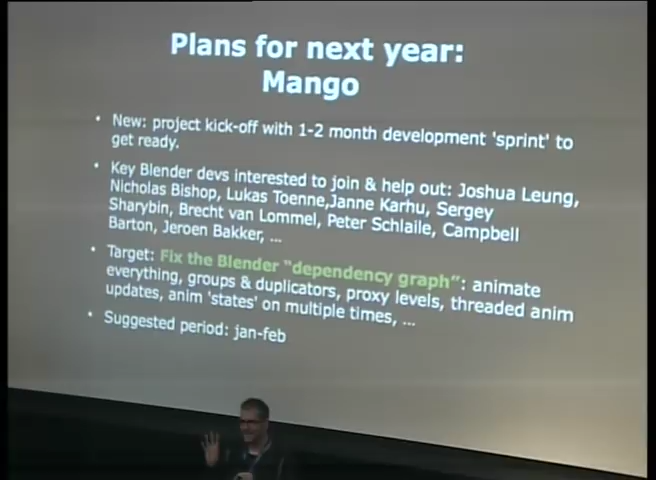 Plans for next year:
Mango
• New: project kick-off with 1-2 month development 'sprint' to
get ready.
• Key Blender devs interested to join & help out: Joshua Leung,
Nicholas Bishop, Lukas Toenne,Janne Karhu, Sergey
Sharybin, Brecht van Lommel, Peter Schlaile, Campbell
Barton, Jeroen Bakker, ...
• Target: Fix the Blender “dependency graph”: animate
everything, groups & duplicators, proxy levels, threaded anim
updates, anim 'states' on multiple times, ...
• Suggested period: jan-feb